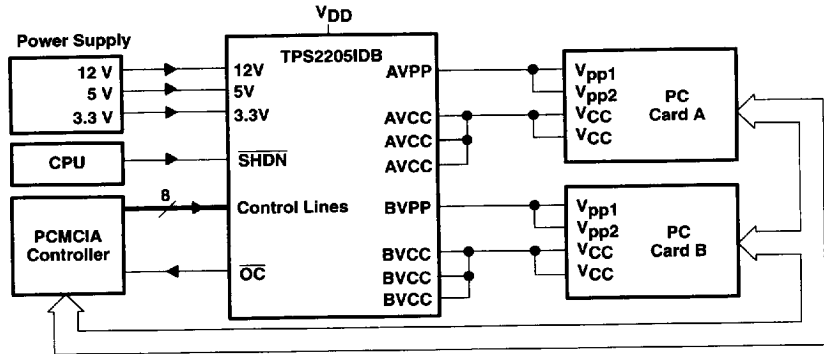 VDD
Power Supply
12 V
5 V
3.3 V
CPU
PCMCIA
Controller
8
TPS2205IDB
12V
5V
3.3V
SHDN
Control Lines
OC
AVPP
AVCC
AVCC
AVCC
BVPP
BVCC
BVCC
BVCC
Vpp1
Vpp2
VCC
VCC
PC
Card A
Vpp1
Vpp2
VCC
VCC
PC
Card B